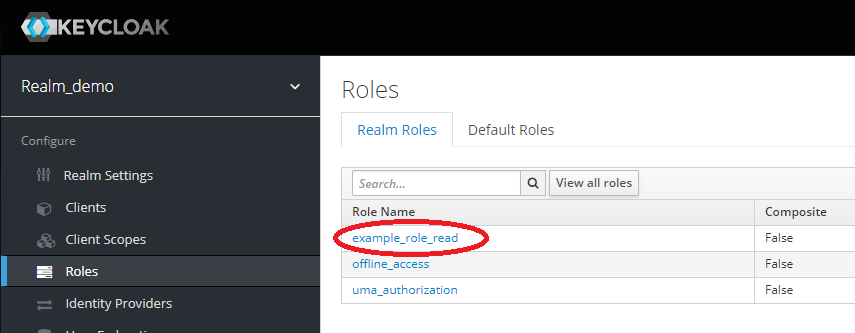 KEYCLOAK
Realm_demo
Configure
Realm Settings
Clients
Client Scopes
Roles
Identity Providers
Roles
Realm Roles Default Roles
Search... View all roles
Role Name Composite
example_role_read False
offline_access False
uma_authorization False